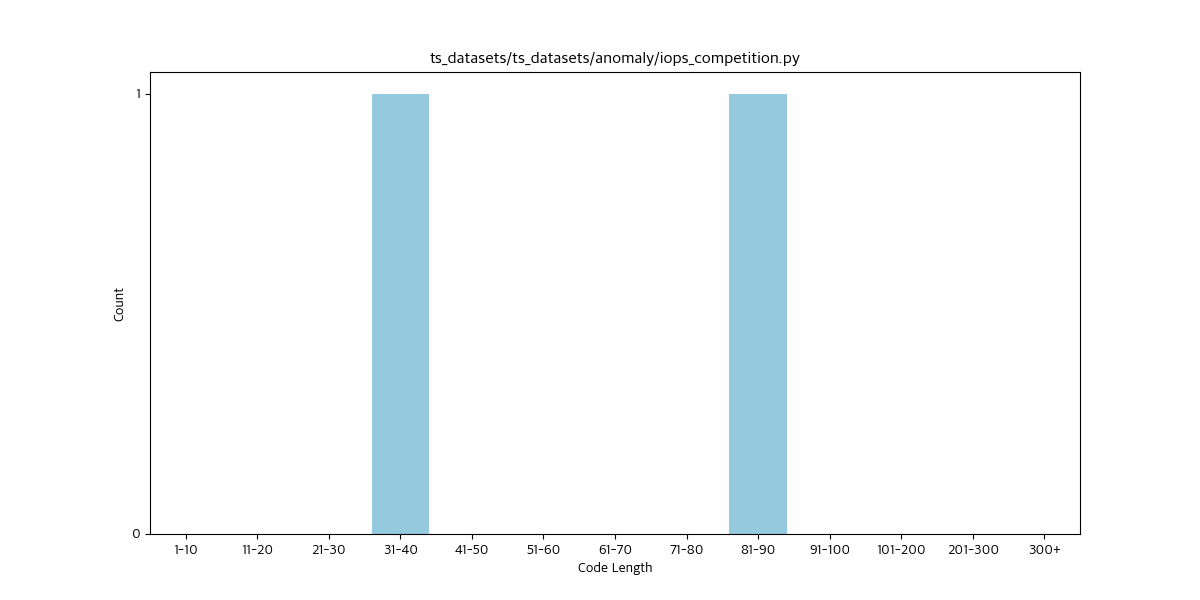 ts_datasets/ts_datasets/anomaly/iops_competition.py
1
Count
0
1-10 11-20 21-30 31-40 41-50 51-60 61-70 71-80 81-90 91-100 101-200 201-300 300+
Code Length